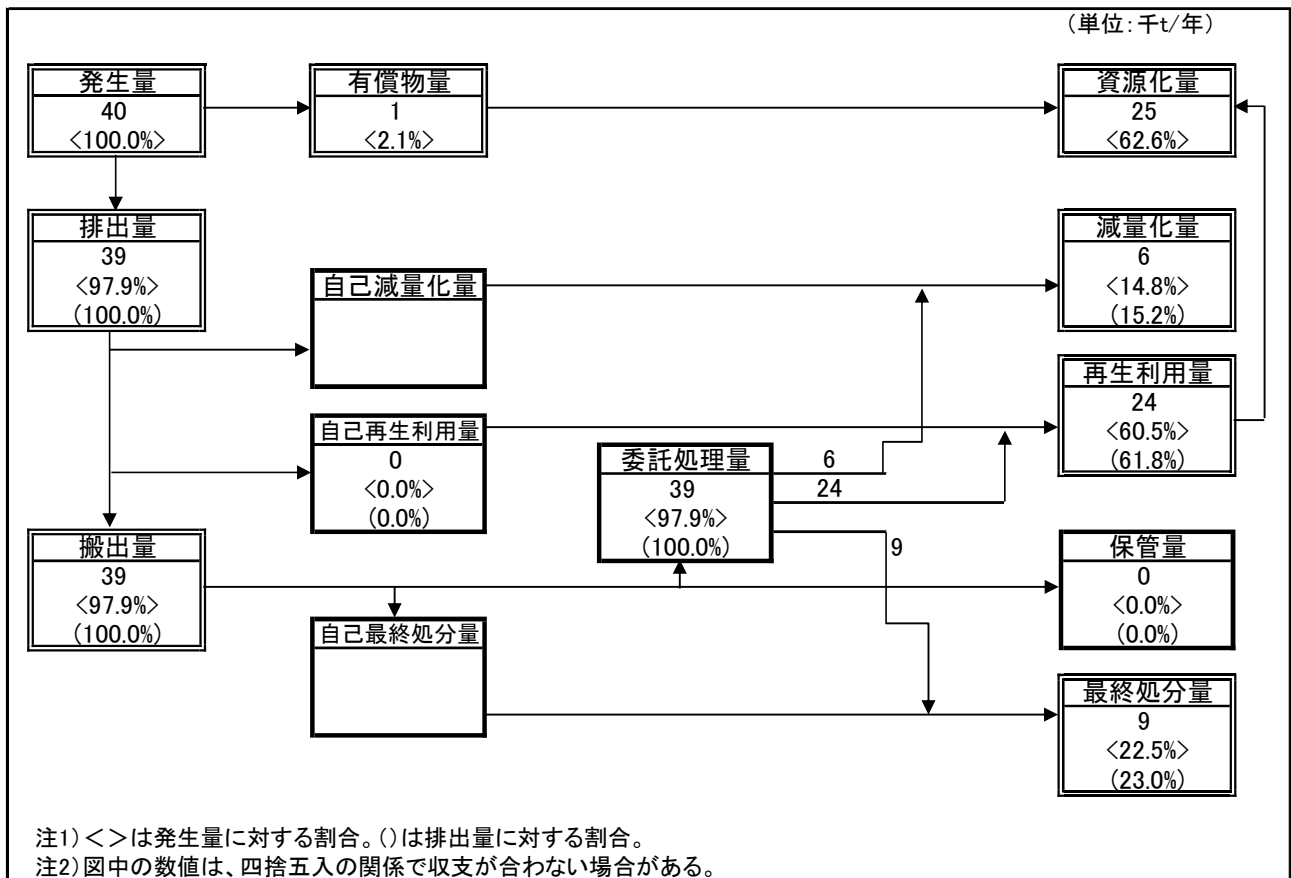 (単位:千t/年)
発生量
40
<100.0%>
有償物量
1
<2.1%>
資源化量
25
<62.6%>
排出量
39
<97.9%>
(100.0%)
自己減量化量
減量化量
6
<14.8%>
(15.2%)
自己再生利用量
0
<0.0%>
(0.0%)
委託処理量
39
<97.9%>
(100.0%)
6
24
9
再生利用量
24
<60.5%>
(61.8%)
搬出量
39
<97.9%>
(100.0%)
自己最終処分量
保管量
0
<0.0%>
(0.0%)
最終処分量
9
<22.5%>
(23.0%)
注1)<>は発生量に対する割合。()は排出量に対する割合。
注2)図中の数値は、四捨五入の関係で収支が合わない場合がある。